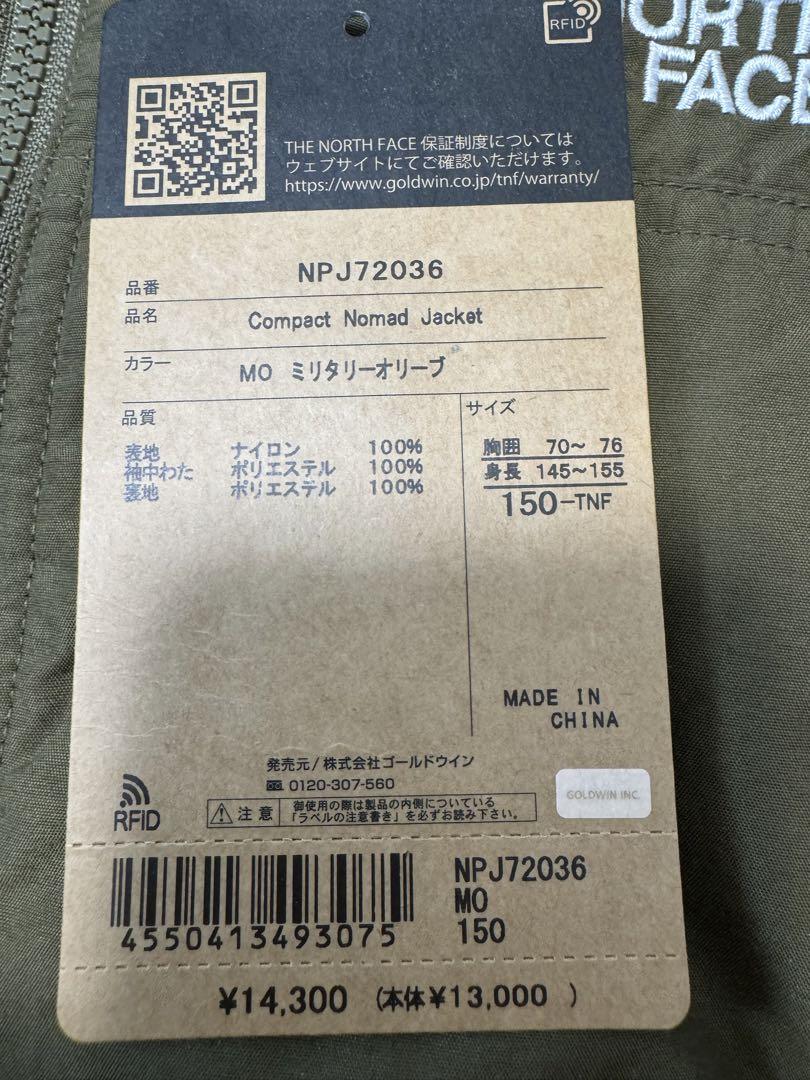 RFID
THE NORTH FACE 保証制度については
ウェブサイトにてご確認いただけます。
https://www.goldwin.co.jp/tnf/warranty/
ORTH
FACE
品番 NPJ72036
品名 Compact Nomad Jacket
カラー MO ミリタリーオリーブ
品質
表地 ナイロン 100%
袖中わた ポリエステル 100%
裏地 ポリエステル 100%
サイズ
胸囲 70〜 76
身長 145〜155
150-TNF
MADE IN
CHINA
発売元/株式会社ゴールドウイン
0120-307-560
RFID
注意
御使用の際は製品の内側についている
「ラベルの注意書き」を必ずお読み下さい。
GOLDWIN INC.
4550413493075
NPJ72036
MO
150
¥14,300 (本体¥13,000 )